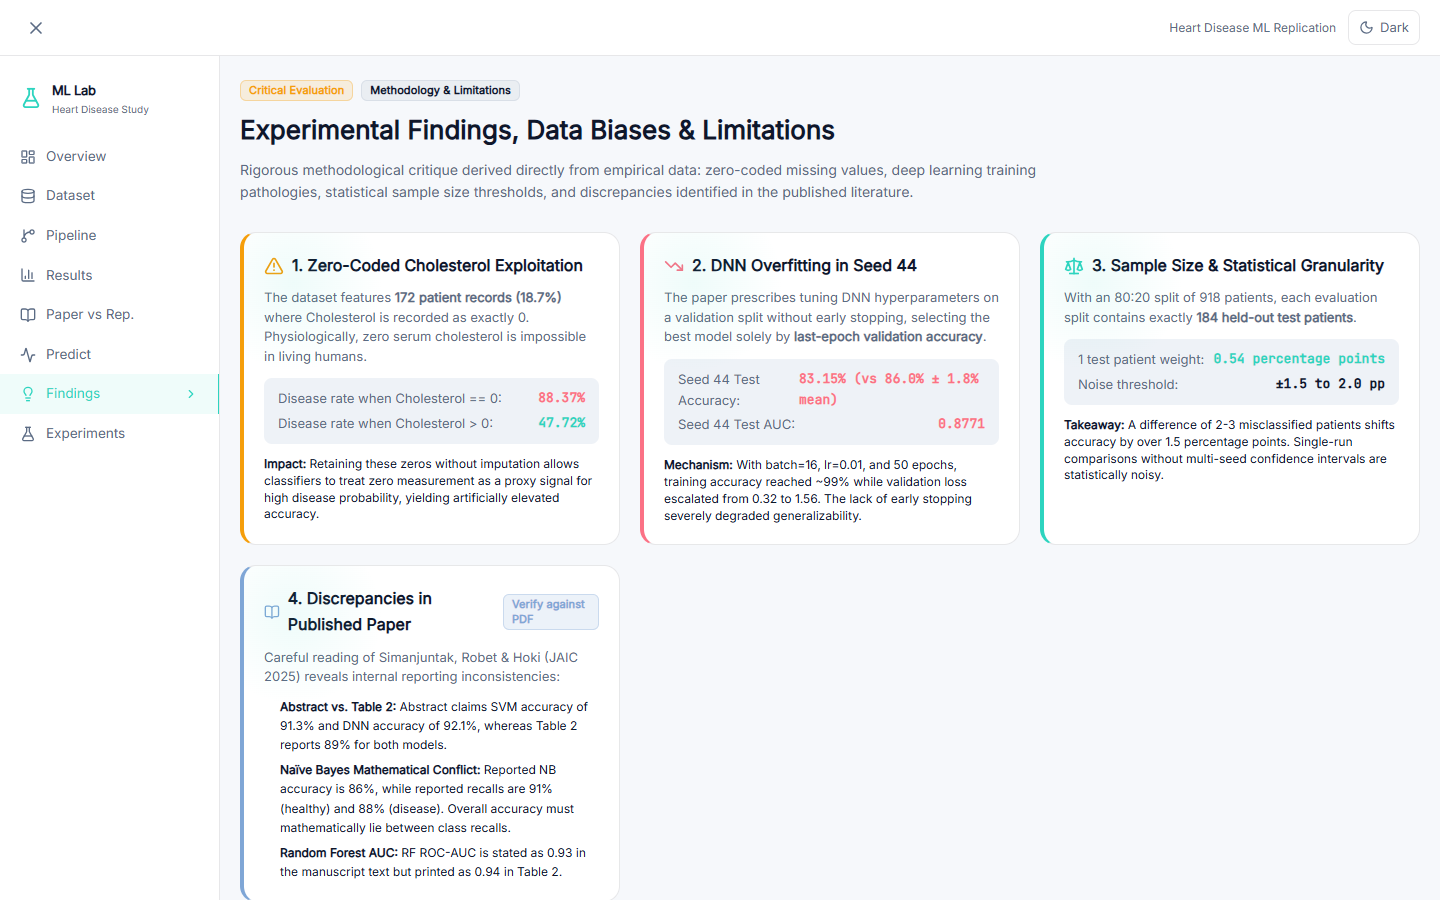 Heart Disease ML Replication
Dark
ML Lab
Heart Disease Study
Overview
Dataset
Pipeline
Results
Paper vs Rep.
Predict
Findings
Experiments
Critical Evaluation
Methodology & Limitations
Experimental Findings, Data Biases & Limitations
Rigorous methodological critique derived directly from empirical data: zero-coded missing values, deep learning training
pathologies, statistical sample size thresholds, and discrepancies identified in the published literature.
1. Zero-Coded Cholesterol Exploitation
The dataset features 172 patient records (18.7%)
where Cholesterol is recorded as exactly 0.
Physiologically, zero serum cholesterol is impossible
in living humans.
Disease rate when Cholesterol == 0: 88.37%
Disease rate when Cholesterol > 0: 47.72%
Impact: Retaining these zeros without imputation allows
classifiers to treat zero measurement as a proxy signal for
high disease probability, yielding artificially elevated
accuracy.
2. DNN Overfitting in Seed 44
The paper prescribes tuning DNN hyperparameters on
a validation split without early stopping, selecting the
best model solely by last-epoch validation accuracy.
Seed 44 Test Accuracy: 83.15% (vs 86.0% ± 1.8% mean)
Seed 44 Test AUC: 0.8771
Mechanism: With batch=16, lr=0.01, and 50 epochs,
training accuracy reached ~99% while validation loss
escalated from 0.32 to 1.56. The lack of early stopping
severely degraded generalizability.
3. Sample Size & Statistical Granularity
With an 80:20 split of 918 patients, each evaluation
split contains exactly 184 held-out test patients.
1 test patient weight: 0.54 percentage points
Noise threshold: ±1.5 to 2.0 pp
Takeaway: A difference of 2-3 misclassified patients shifts
accuracy by over 1.5 percentage points. Single-run
comparisons without multi-seed confidence intervals are
statistically noisy.
4. Discrepancies in
Published Paper
Verify against
PDF
Careful reading of Simanjuntak, Robet & Hoki (JAIC
2025) reveals internal reporting inconsistencies:
Abstract vs. Table 2: Abstract claims SVM accuracy of
91.3% and DNN accuracy of 92.1%, whereas Table 2
reports 89% for both models.
Naïve Bayes Mathematical Conflict: Reported NB
accuracy is 86%, while reported recalls are 91%
(healthy) and 88% (disease). Overall accuracy must
mathematically lie between class recalls.
Random Forest AUC: RF ROC-AUC is stated as 0.93 in
the manuscript text but printed as 0.94 in Table 2.